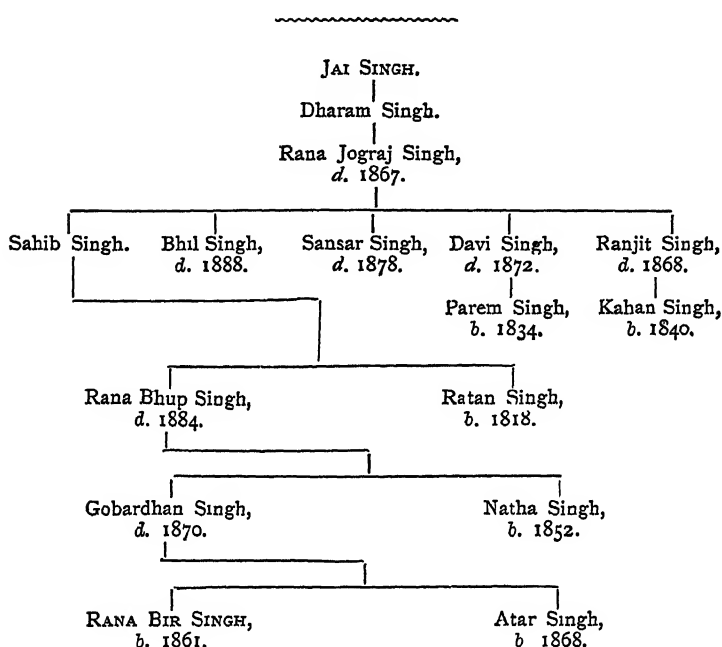 JAI SINGH.
Dharam Singh.
Rana Jograj Singh,
d. 1867.
Sahib Singh. Bhil Singh, Sansar Singh, Davi Singh, Ranjit Singh,
d. 1888. d. 1878. d. 1872. d. 1868.
Parem Singh, Kahan Singh,
b. 1834. b. 1840.
Rana Bhup Singh, Ratan Singh,
d. 1884. b. 1818.
Gobardhan Singh, Natha Singh,
d. 1870. b. 1852.
RANA BIR SINGH, Atar Singh,
b. 1861. b 1868.